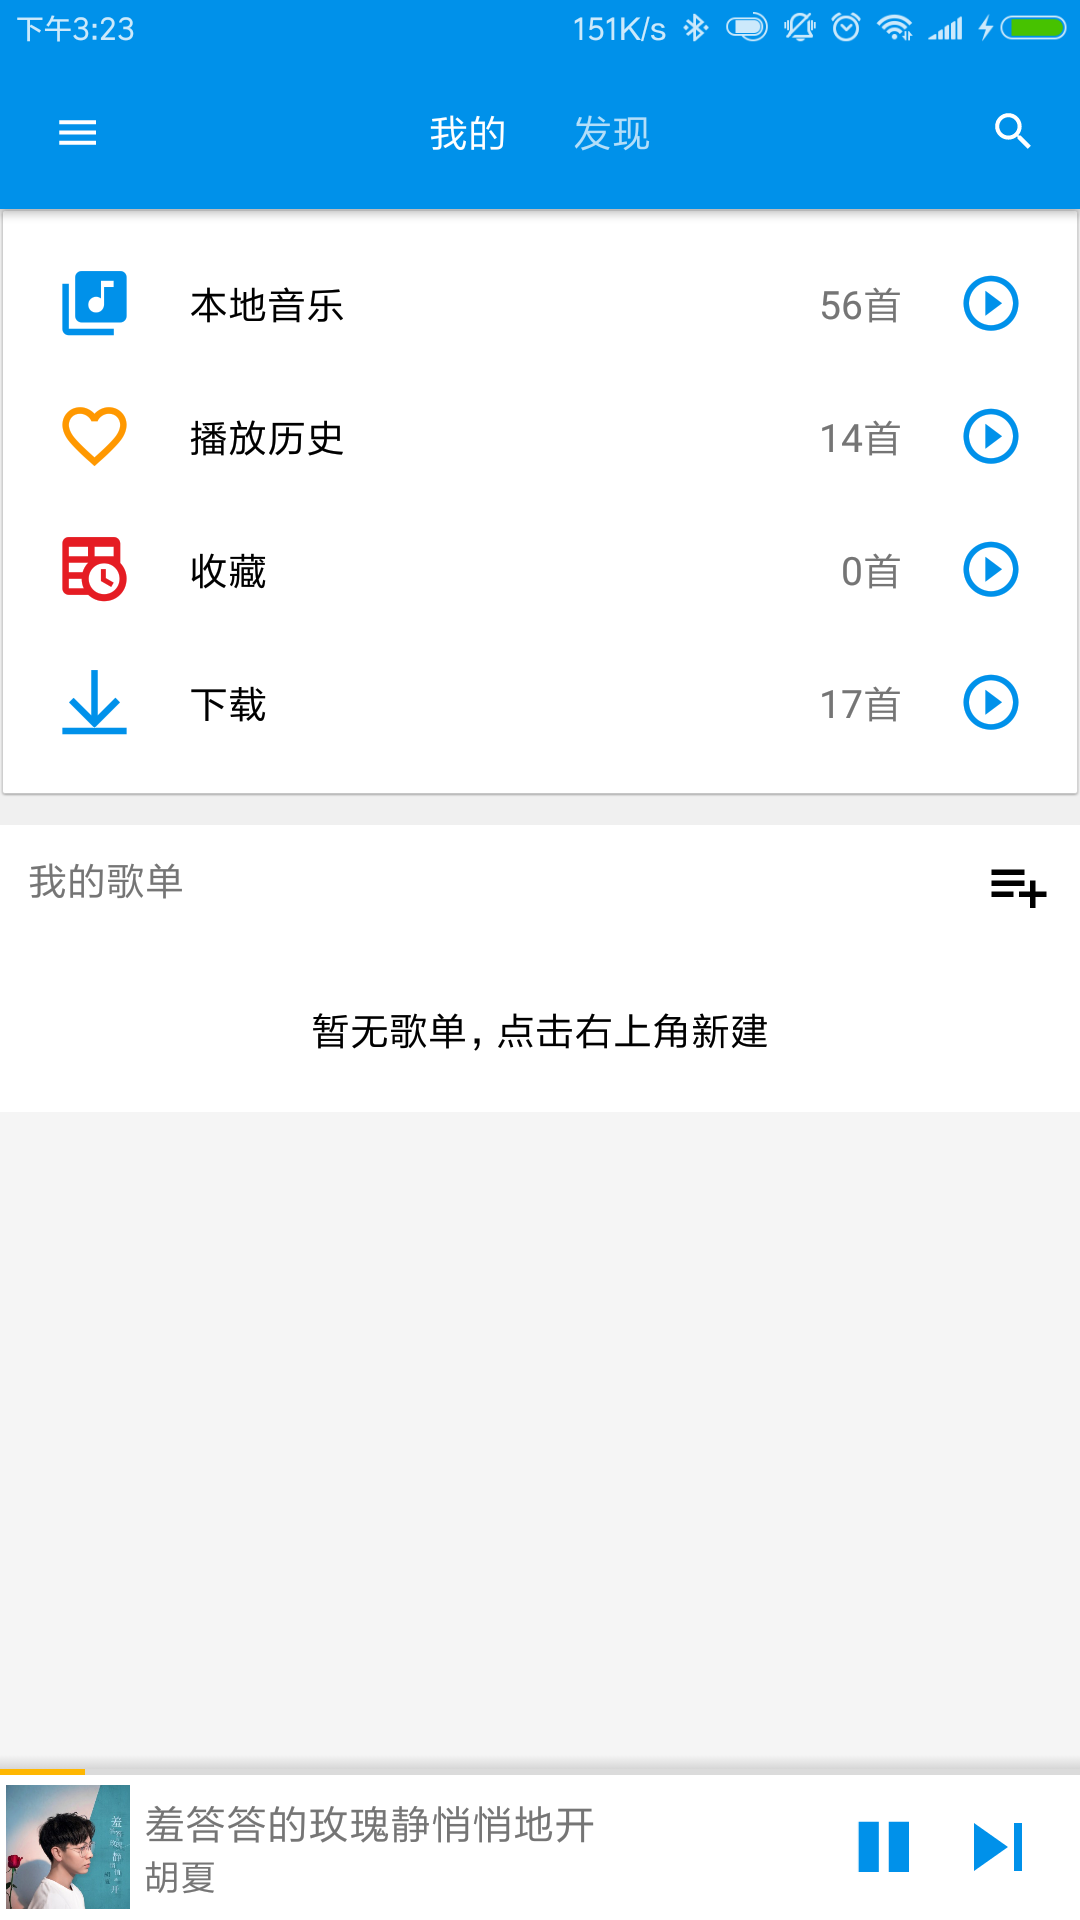 下午3:23 151K/s
我的 发现
本地音乐 56首
播放历史 14首
收藏 0首
下载 17首
我的歌单
暂无歌单，点击右上角新建
羞答答的玫瑰静悄悄地开
胡夏